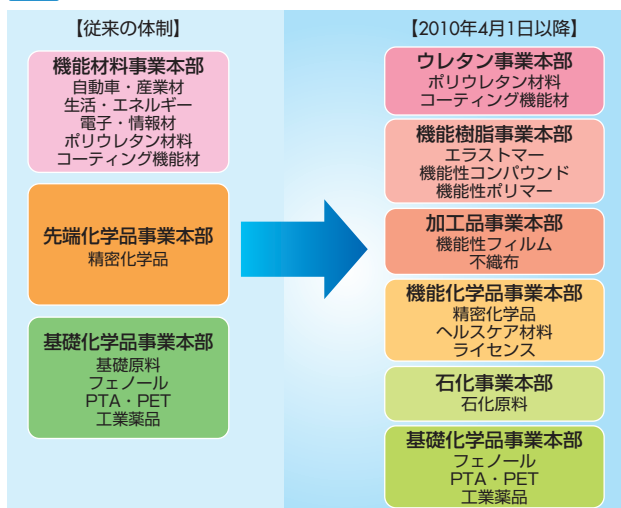 【従来の体制】
機能材料事業本部
自動車・産業材
生活・エネルギー
電子・情報材
ポリウレタン材料
コーティング機能材
先端化学品事業本部
精密化学品
基礎化学品事業本部
基礎原料
フェノール
PTA・PET
工業薬品
【2010年4月1日以降】
ウレタン事業本部
ポリウレタン材料
コーティング機能材
機能樹脂事業本部
エラストマー
機能性コンパウンド
機能性ポリマー
加工品事業本部
機能性フィルム
不織布
機能化学品事業本部
精密化学品
ヘルスケア材料
ライセンス
石化事業本部
石化原料
基礎化学品事業本部
フェノール
PTA・PET
工業薬品